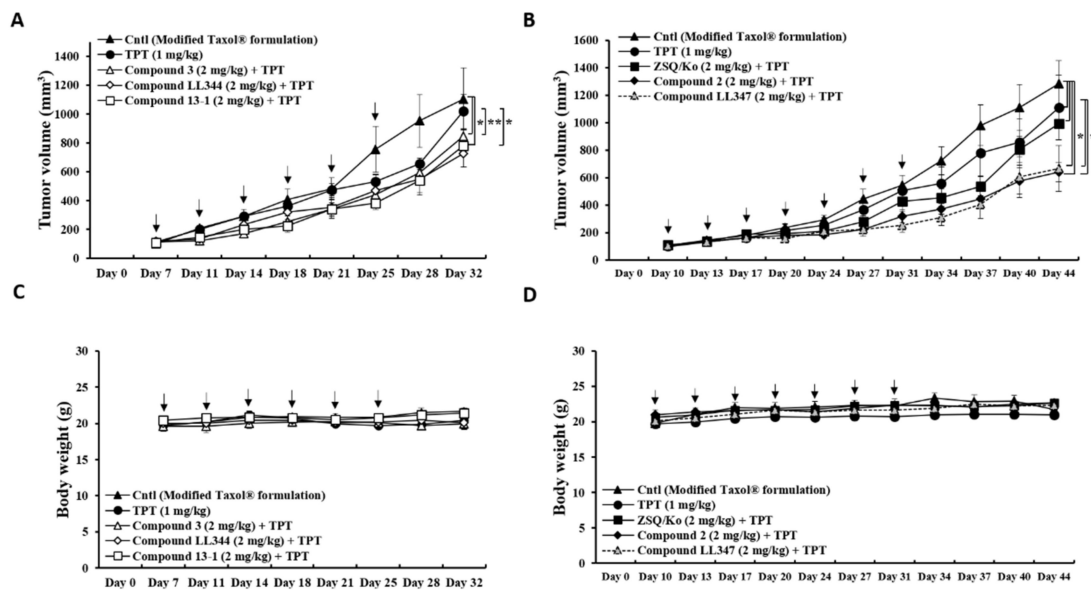 A
Tumor volume (mm³)
1400
1200
1000
800
600
400
200
0
Cntl (Modified Taxol® formulation)
TPT (1 mg/kg)
Compound 3 (2 mg/kg) + TPT
Compound LL344 (2 mg/kg) + TPT
Compound 13-1 (2 mg/kg) + TPT
* ** *
Day 0 Day 7 Day 11 Day 14 Day 18 Day 21 Day 25 Day 28 Day 32
B
Tumor volume (mm³)
1600
1400
1200
1000
800
600
400
200
0
Cntl (Modified Taxol® formulation)
TPT (1 mg/kg)
ZSQ/Ko (2 mg/kg) + TPT
Compound 2 (2 mg/kg) + TPT
Compound LL347 (2 mg/kg) + TPT
*
Day 0 Day 10 Day 13 Day 17 Day 20 Day 24 Day 27 Day 31 Day 34 Day 37 Day 40 Day 44
C
Body weight (g)
30
25
20
15
10
5
0
Cntl (Modified Taxol® formulation)
TPT (1 mg/kg)
Compound 3 (2 mg/kg) + TPT
Compound LL344 (2 mg/kg) + TPT
Compound 13-1 (2 mg/kg) + TPT
Day 0 Day 7 Day 11 Day 14 Day 18 Day 21 Day 25 Day 28 Day 32
D
Body weight (g)
30
25
20
15
10
5
0
Cntl (Modified Taxol® formulation)
TPT (1 mg/kg)
ZSQ/Ko (2 mg/kg) + TPT
Compound 2 (2 mg/kg) + TPT
Compound LL347 (2 mg/kg) + TPT
Day 0 Day 10 Day 13 Day 17 Day 20 Day 24 Day 27 Day 31 Day 34 Day 37 Day 40 Day 44